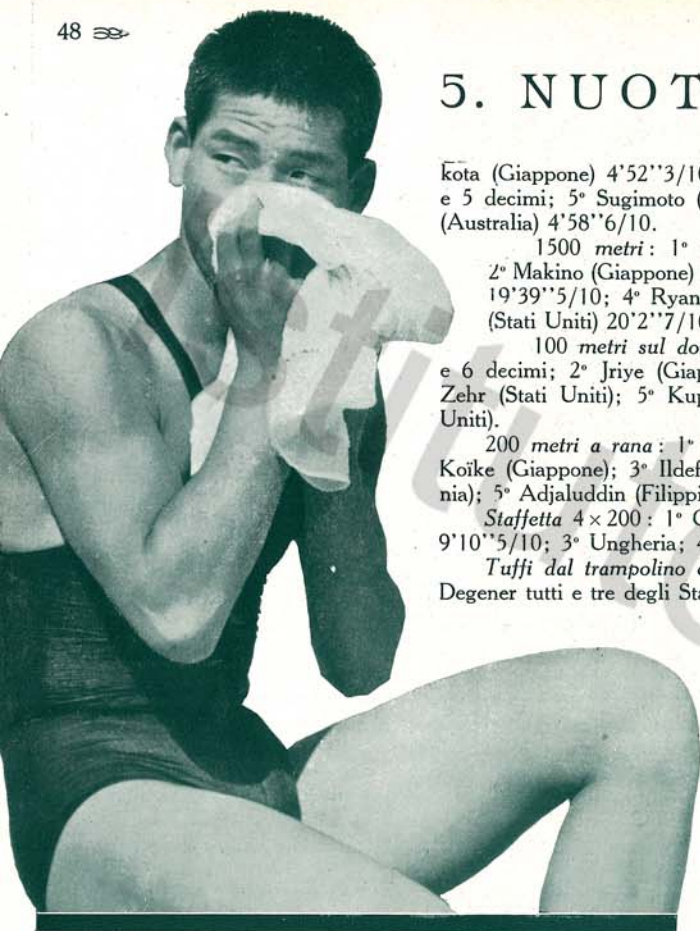 48
5. NUOT
kota (Giappone) 4'52''3/10
e 5 decimi; 5° Sugimoto (
(Australia) 4'58''6/10.
1500 metri: 1°
2° Makino (Giappone)
19'39''5/10; 4° Ryan
(Stati Uniti) 20'2''7/10
100 metri sul do
e 6 decimi; 2° Jriye (Giap
Zehr (Stati Uniti); 5° Kup
Uniti).
200 metri a rana: 1°
Koïke (Giappone); 3° Ildef
nia); 5° Adjaluddin (Filippi
Staffetta 4×200: 1° G
9'10''5/10; 3° Ungheria; 4
Tuffi dal trampolino
Degener tutti e tre degli Sta
Istituto